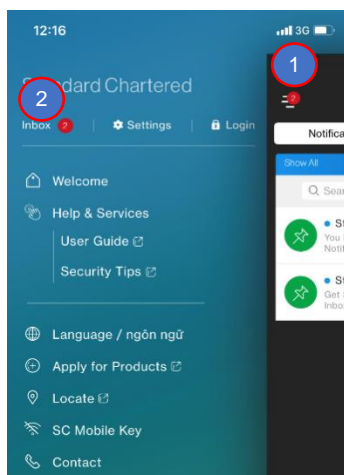 12:16
3G
1
Standard Chartered
2
Inbox 2 Settings Login
2
Notifica
Show All
Welcome
Sear
Help & Services
St
You
Notif
User Guide
Security Tips
St
Get
Inbo
Language / ngôn ngữ
Apply for Products
Locate
SC Mobile Key
Contact